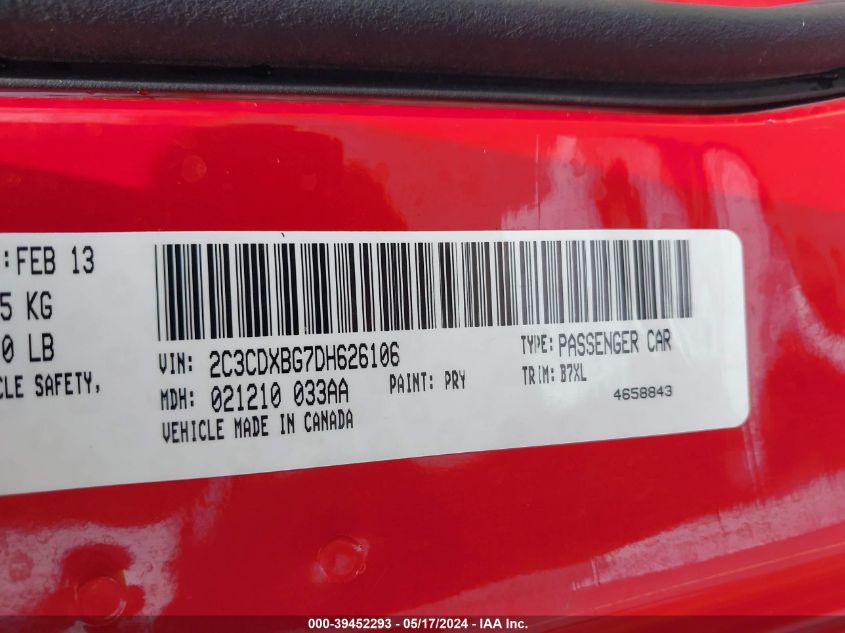 :FEB 13
5 KG
0 LB
CLE SAFETY,
VIN: 2C3CDXBG7DH626106
TYPE: PASSENGER CAR
MDH: 021210 033AA
PAINT: PRY
TRIM: B7XL
VEHICLE MADE IN CANADA
4658843
000-39452293 - 05/17/2024 - IAA Inc.